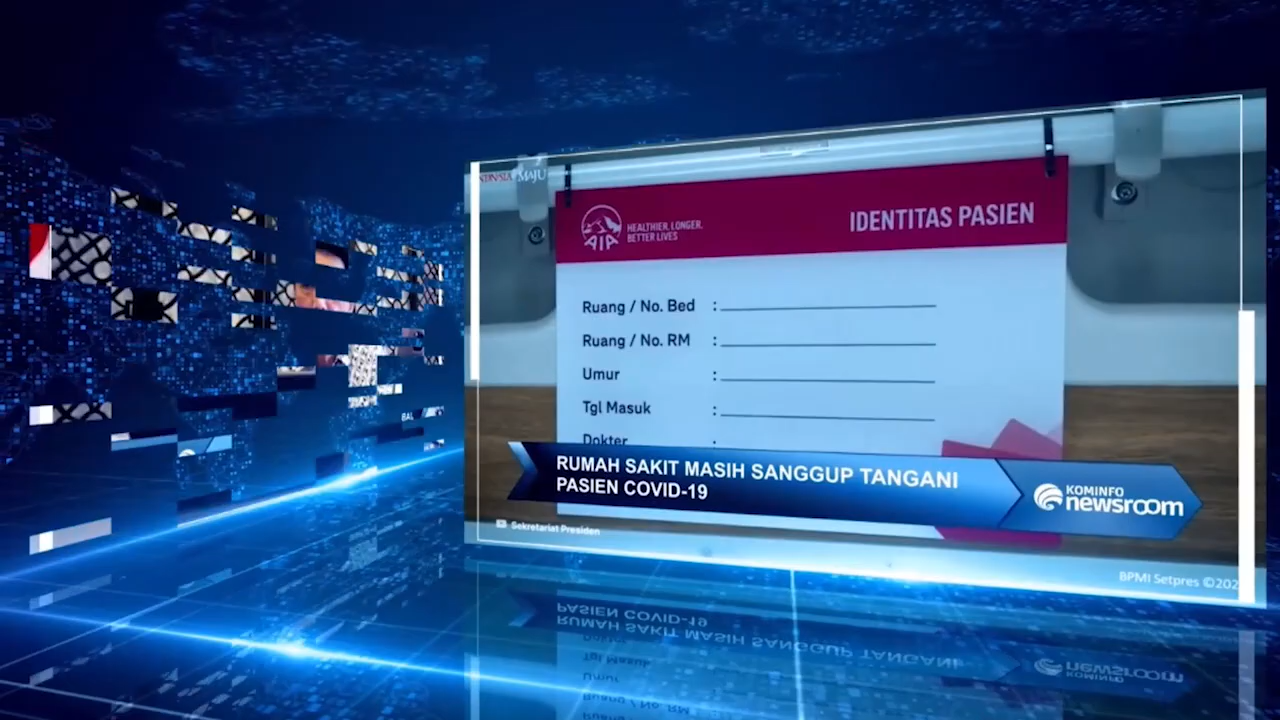 MAJU
AIA
HEALTHIER, LONGER,
BETTER LIVES
IDENTITAS PASIEN
Ruang / No. Bed :
Ruang / No. RM :
Umur :
Tgl Masuk :
Dokter :
RUMAH SAKIT MASIH SANGGUP TANGANI
PASIEN COVID-19
KOMINFO
newsroom
Sekretariat Presiden
BPMI Setpres ©202